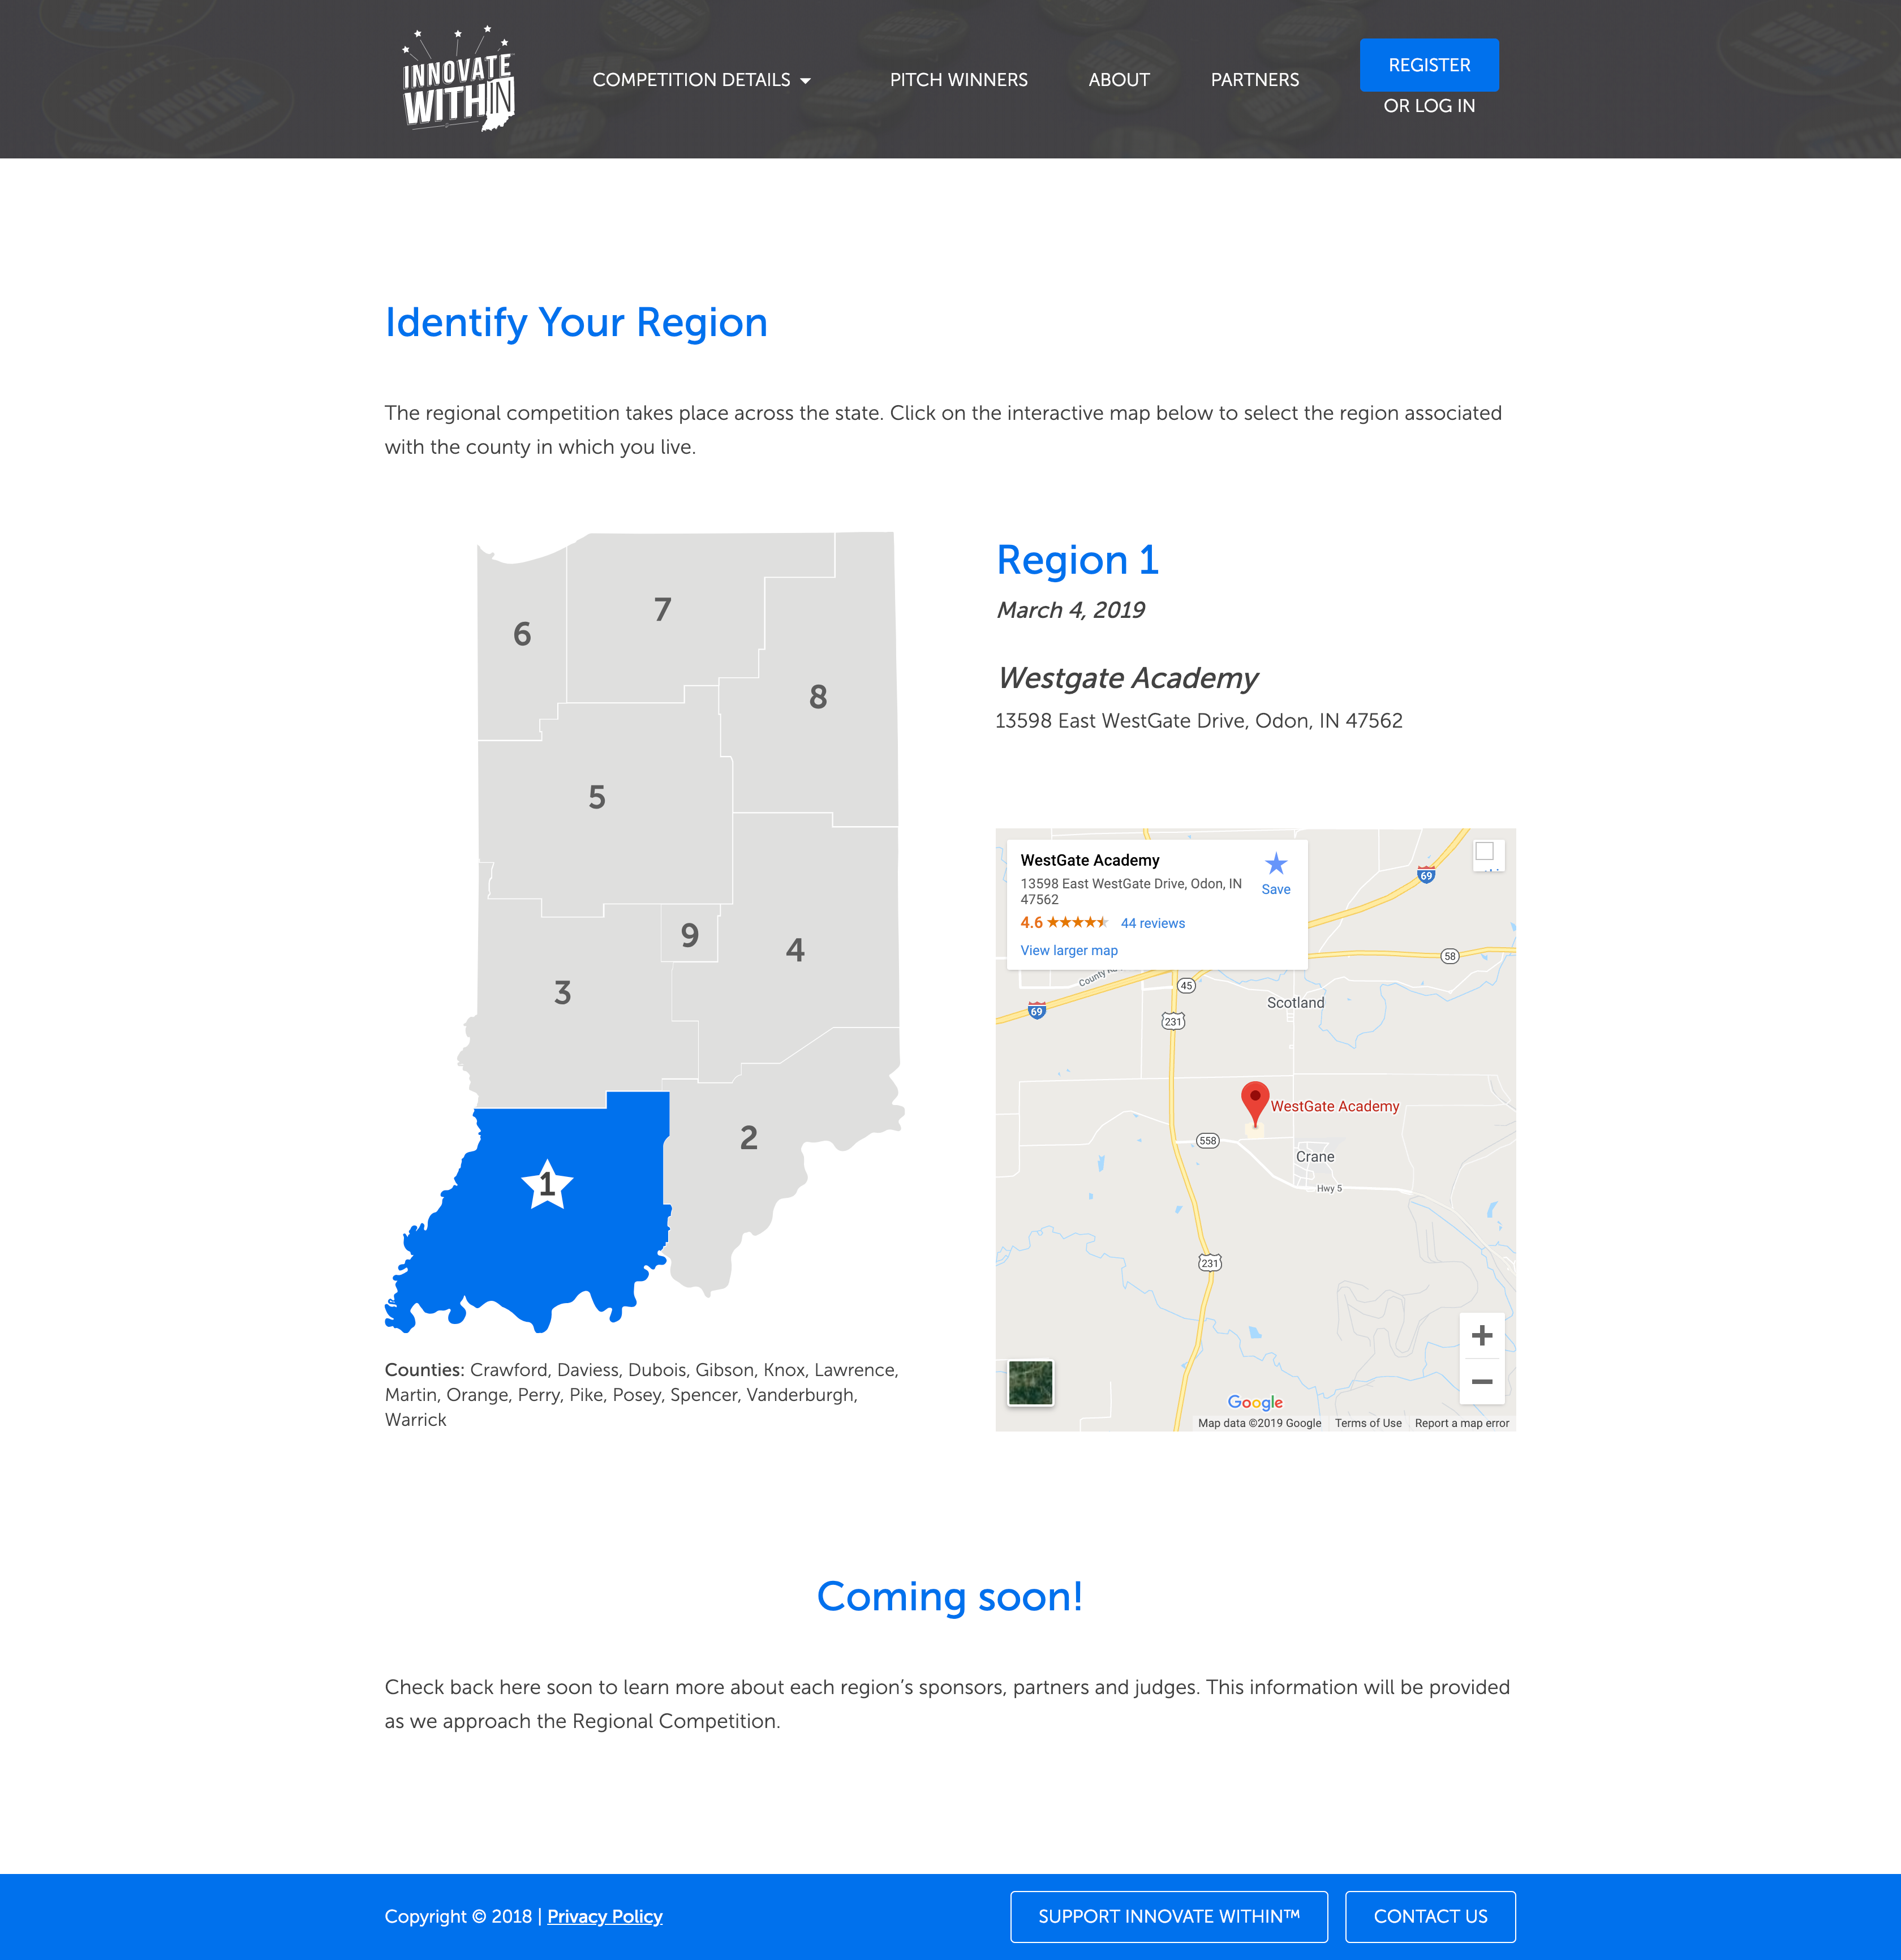 INNOVATE
WITHIN
COMPETITION DETAILS
PITCH WINNERS
ABOUT
PARTNERS
REGISTER
OR LOG IN
Identify Your Region
The regional competition takes place across the state. Click on the interactive map below to select the region associated
with the county in which you live.
6
7
8
5
9
4
3
2
1
Counties: Crawford, Daviess, Dubois, Gibson, Knox, Lawrence,
Martin, Orange, Perry, Pike, Posey, Spencer, Vanderburgh,
Warrick
Region 1
March 4, 2019
Westgate Academy
13598 East WestGate Drive, Odon, IN 47562
WestGate Academy
13598 East WestGate Drive, Odon, IN
47562
Save
4.6
44 reviews
View larger map
69
58
County
45
69
231
Scotland
WestGate Academy
558
Crane
Hwy 5
231
Google
Map data ©2019 Google
Terms of Use
Report a map error
Coming soon!
Check back here soon to learn more about each region’s sponsors, partners and judges. This information will be provided
as we approach the Regional Competition.
Copyright © 2018 | Privacy Policy
SUPPORT INNOVATE WITHIN™
CONTACT US